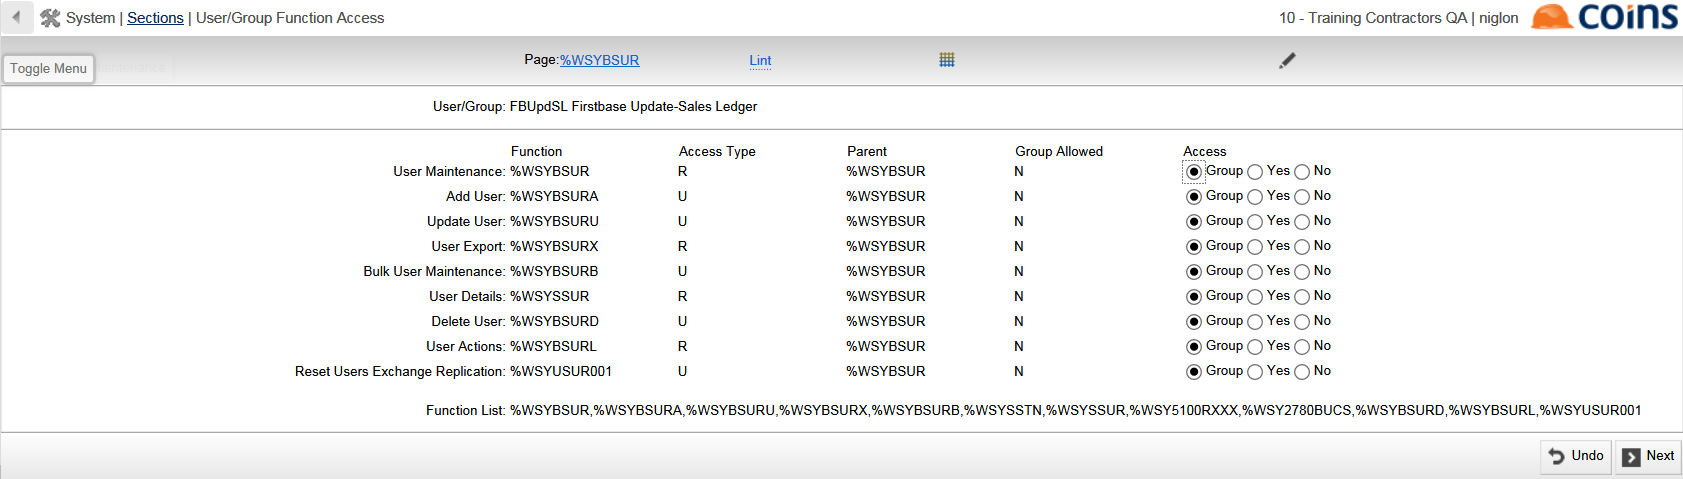 System | Sections | User/Group Function Access 10 - Training Contractors QA | niglon coins
Page:%WSYBSUR Lint
Toggle Menu
User/Group: FBUpdSL Firstbase Update-Sales Ledger
Function Access Type Parent Group Allowed Access
User Maintenance: %WSYBSUR R %WSYBSUR N Group Yes No
Add User: %WSYBSURA U %WSYBSUR N Group Yes No
Update User: %WSYBSURU U %WSYBSUR N Group Yes No
User Export: %WSYBSURX R %WSYBSUR N Group Yes No
Bulk User Maintenance: %WSYBSURB U %WSYBSUR N Group Yes No
User Details: %WSYSSUR R %WSYBSUR N Group Yes No
Delete User: %WSYBSURD U %WSYBSUR N Group Yes No
User Actions: %WSYBSURL R %WSYBSUR N Group Yes No
Reset Users Exchange Replication: %WSYUSUR001 U %WSYBSUR N Group Yes No
Function List: %WSYBSUR,%WSYBSURA,%WSYBSURU,%WSYBSURX,%WSYBSURB,%WSYSSTN,%WSYSSUR,%WSY5100RXXX,%WSY2780BUCS,%WSYBSURD,%WSYBSURL,%WSYUSUR001
Undo Next